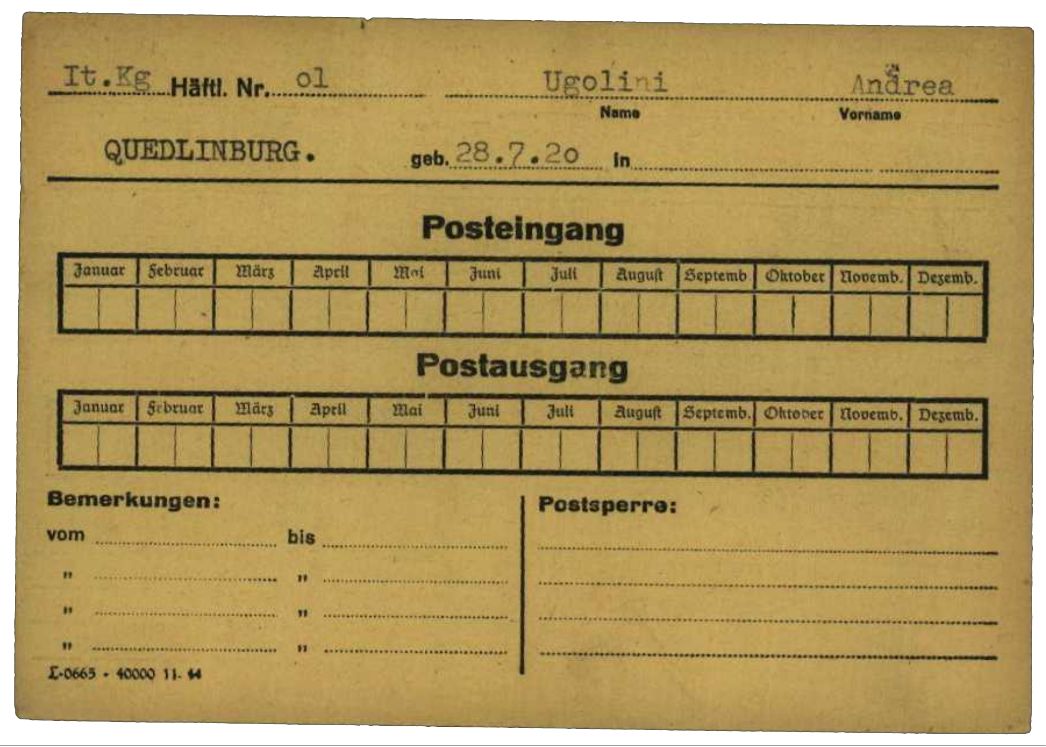 It.Kg Häftl. Nr. ol Ugolini Andrea
Name Vorname
QUEDLINBURG. geb. 28.7.2o in
Posteingang
Januar Februar März April Mai Juni Juli August Septemb Oktober Novemb. Dezemb.
Postausgang
Januar Februar März April Mai Juni Juli August Septemb. Oktober Novemb. Dezemb.
Bemerkungen: Postsperre:
vom bis
" "
" "
" "
I-0665 - 40000 11. 44